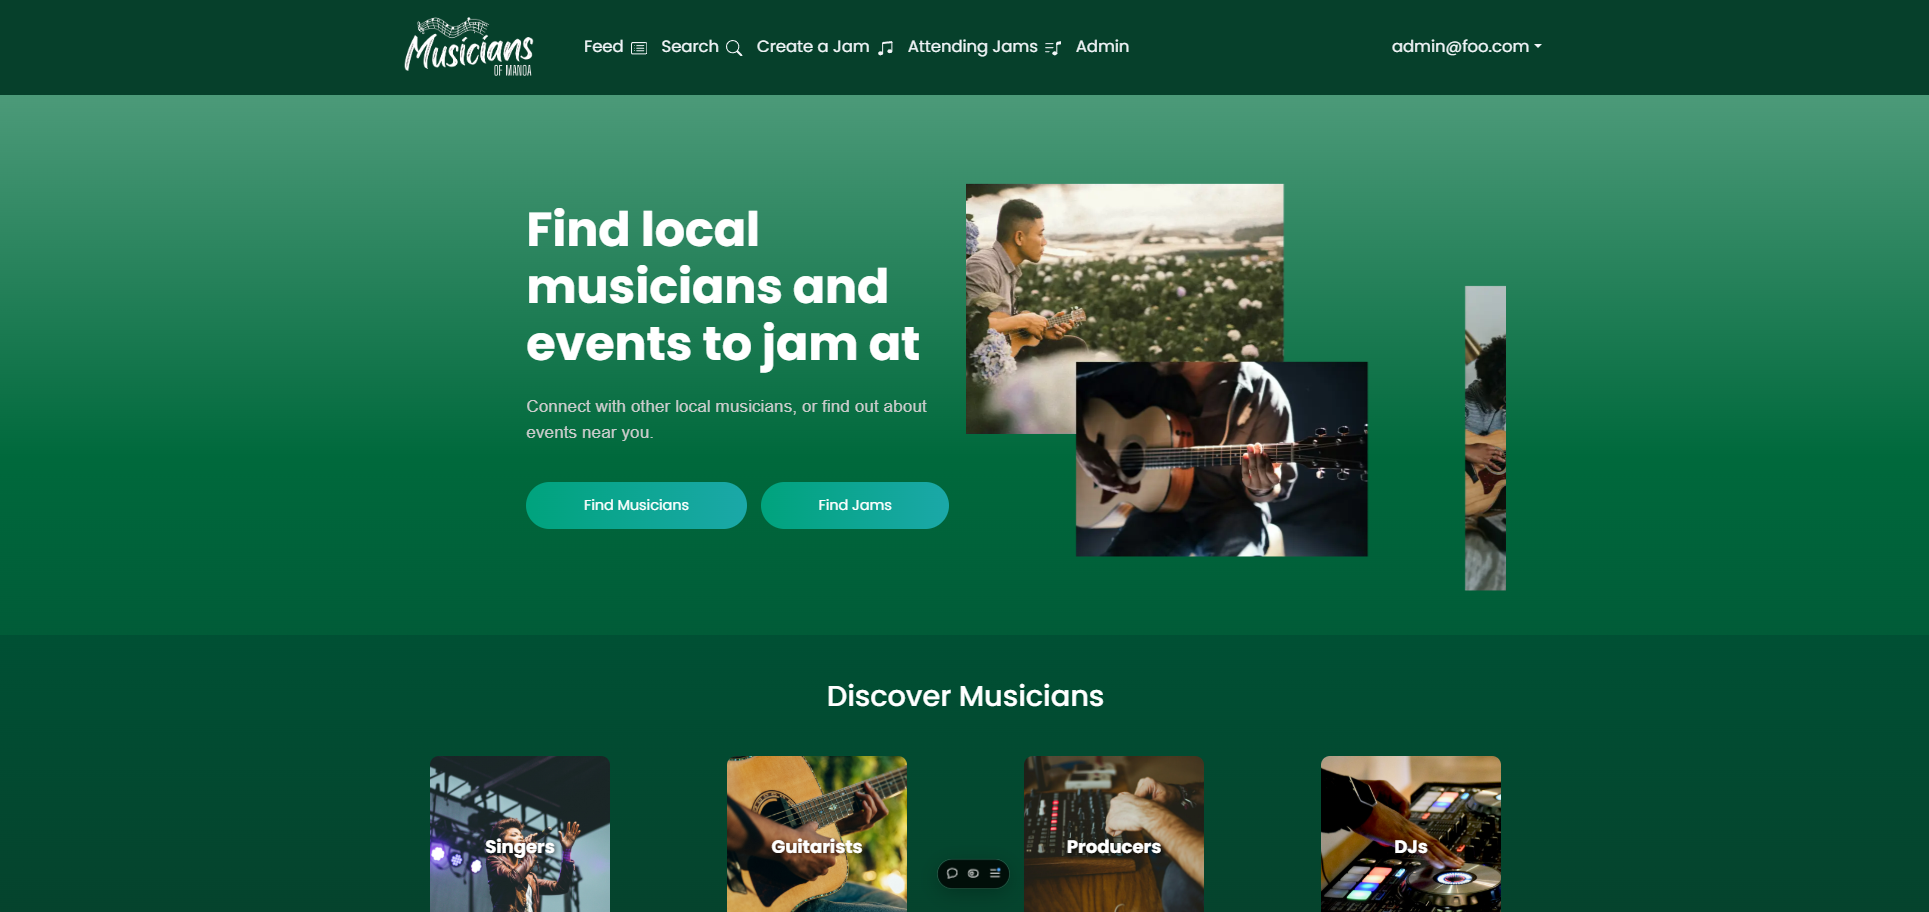 Musicians
OF MANOA
Feed Search Create a Jam Attending Jams Admin admin@foo.com
Find local
musicians and
events to jam at
Connect with other local musicians, or find out about
events near you.
Find Musicians Find Jams
Discover Musicians
Singers Guitarists Producers DJs